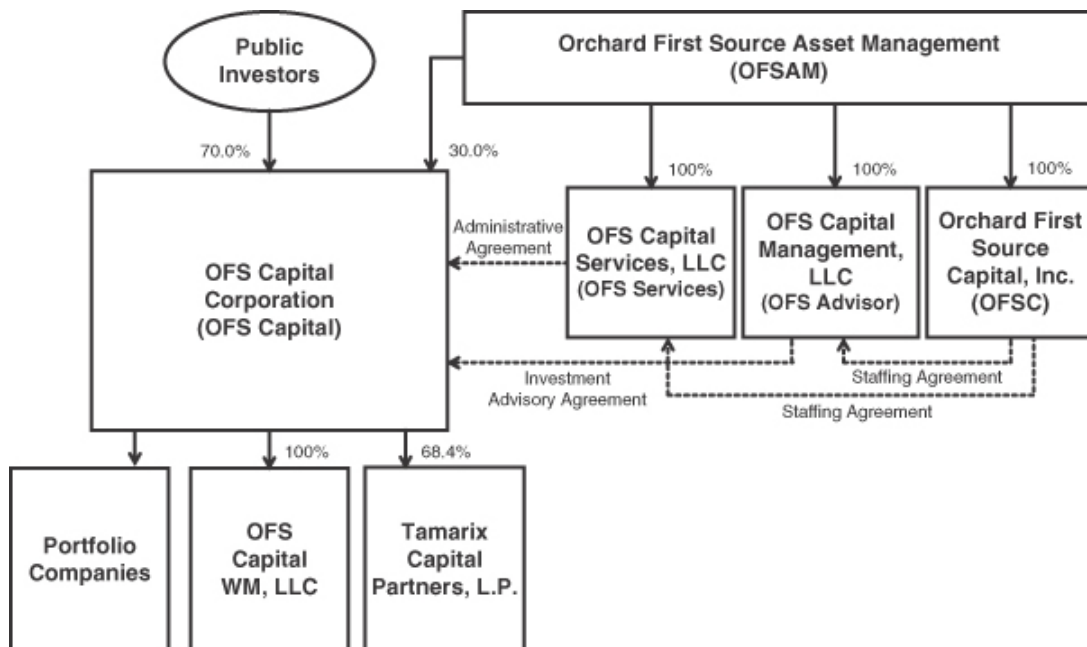 Public
Investors
Orchard First Source Asset Management
(OFSAM)
70.0%
30.0%
100%
100%
100%
OFS Capital
Corporation
(OFS Capital)
Administrative
Agreement
OFS Capital
Services, LLC
(OFS Services)
OFS Capital
Management,
LLC
(OFS Advisor)
Orchard First
Source
Capital, Inc.
(OFSC)
Investment
Advisory Agreement
Staffing Agreement
Staffing Agreement
100%
68.4%
Portfolio
Companies
OFS
Capital
WM, LLC
Tamarix
Capital
Partners, L.P.